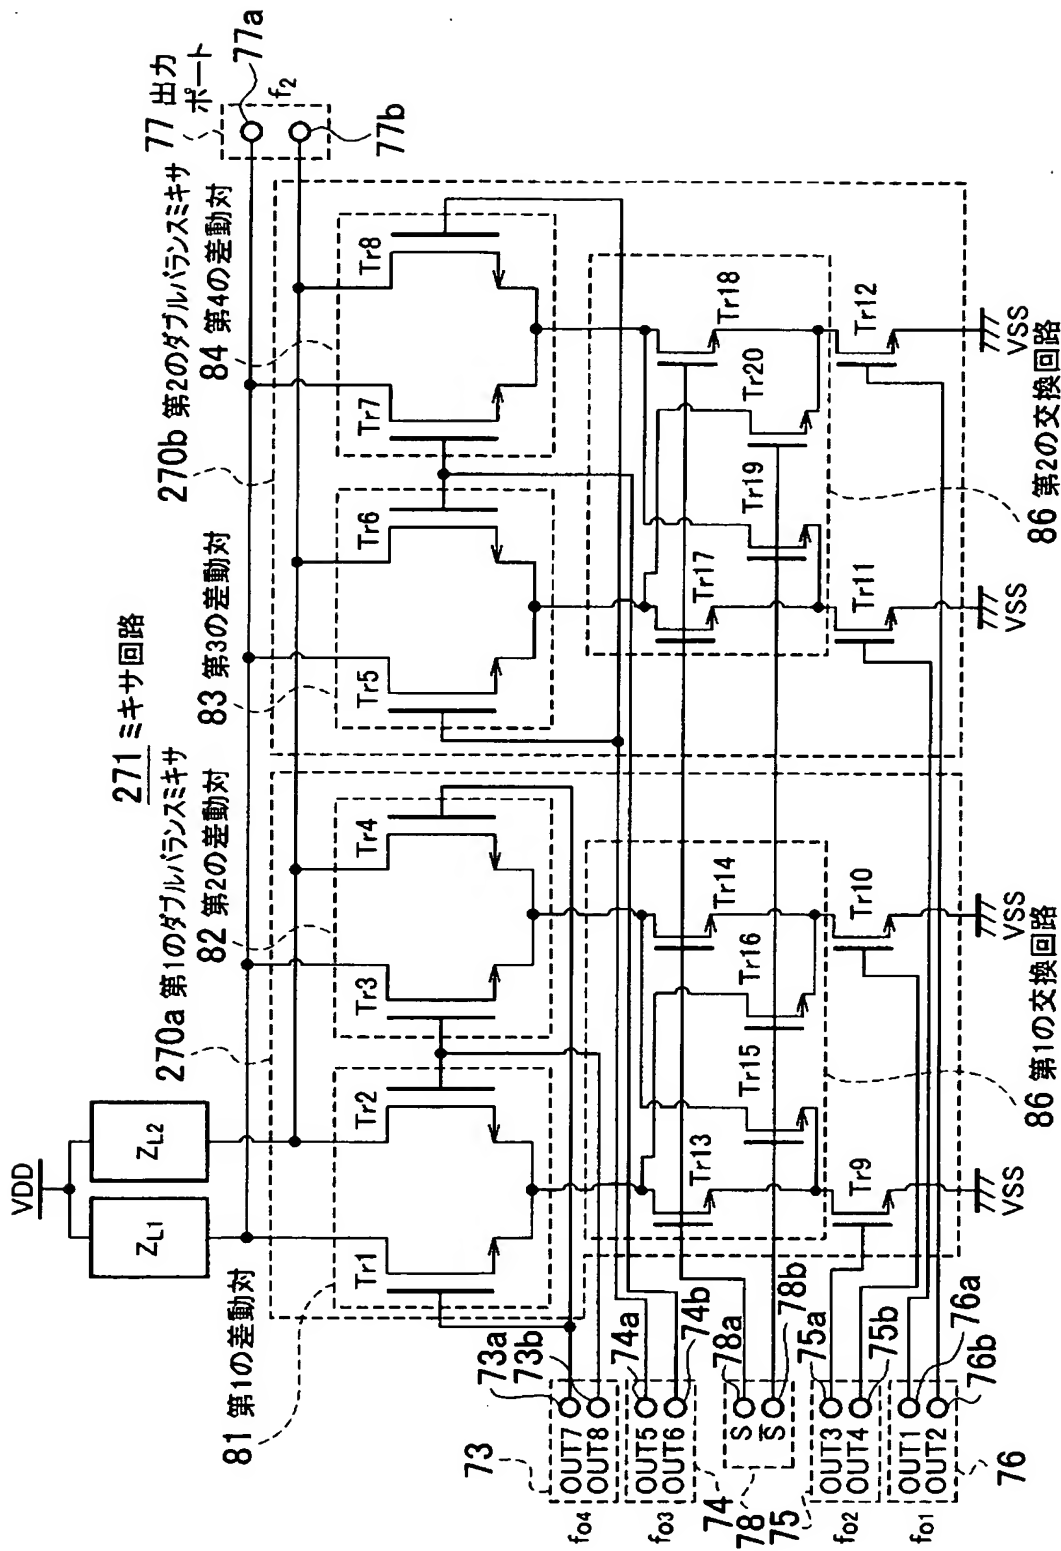 271 ミキサ回路
VDD
ZL1
ZL2
81 第1の差動対
270a 第1のダブルバランスミキサ
82 第2の差動対
83 第3の差動対
270b 第2のダブルバランスミキサ
84 第4の差動対
77 出力
ポート
77a
f2
77b
Tr1
Tr2
Tr3
Tr4
Tr5
Tr6
Tr7
Tr8
Tr13
Tr15
Tr16
Tr14
Tr17
Tr19
Tr20
Tr18
Tr9
Tr10
Tr11
Tr12
VSS
VSS
VSS
VSS
86 第1の交換回路
86 第2の交換回路
73
fo4
OUT7
OUT8
73a
73b
74
fo3
OUT5
OUT6
74a
74b
78
S
S̅
78a
78b
75
fo2
OUT3
OUT4
75a
75b
76
fo1
OUT1
OUT2
76a
76b